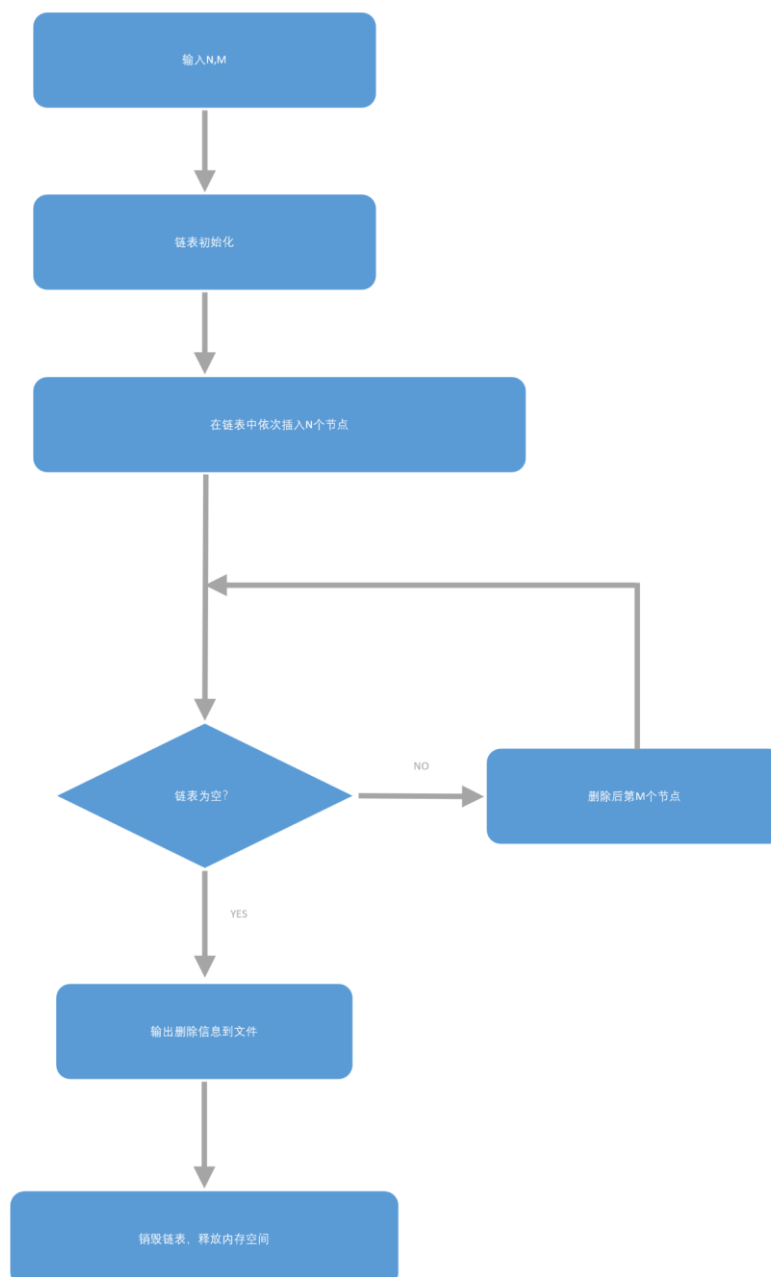 输入N,M
链表初始化
在链表中依次插入N个节点
链表为空?
NO
删除后第M个节点
YES
输出删除信息到文件
销毁链表，释放内存空间